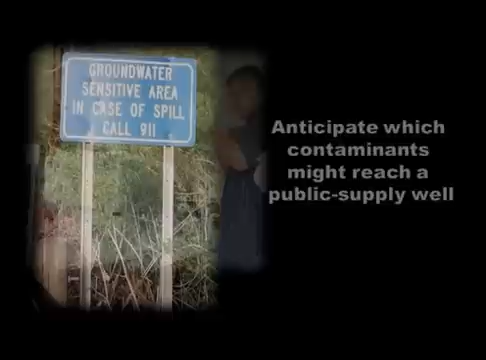 GROUNDWATER
SENSITIVE AREA
IN CASE OF SPILL
CALL 911
Anticipate which
contaminants
might reach a
public-supply well